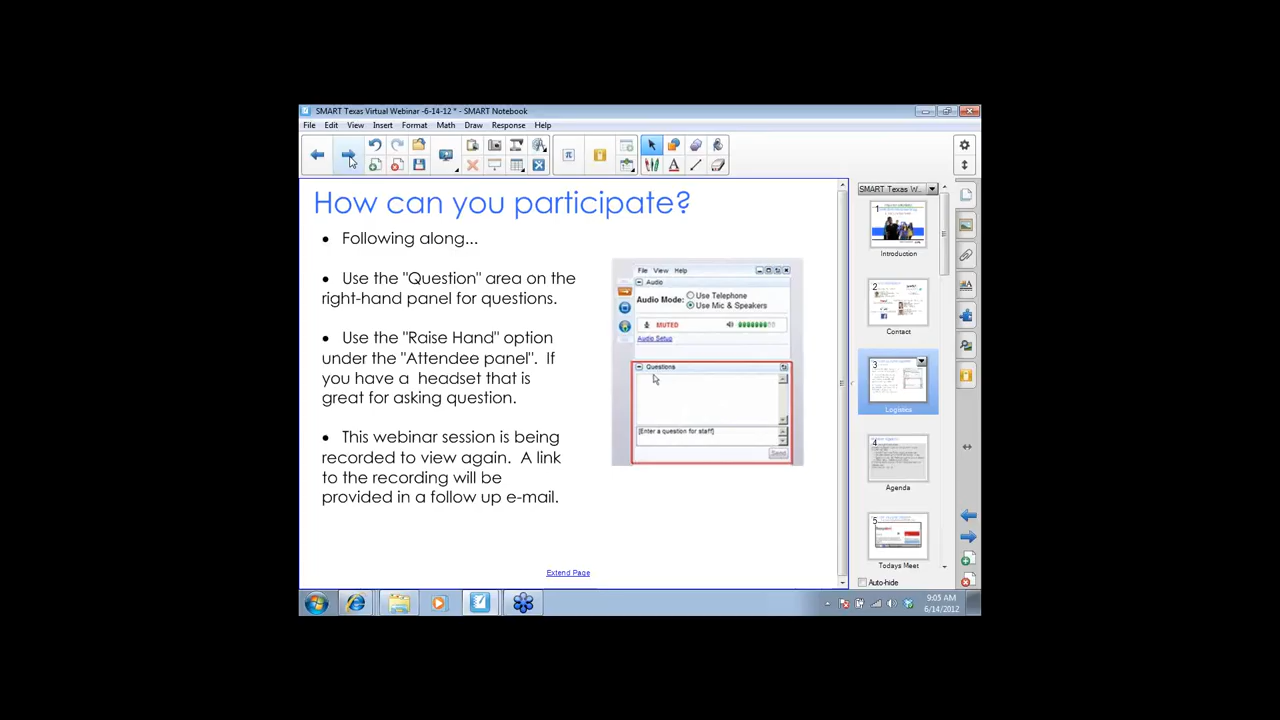 SMART Texas Virtual Webinar -6-14-12 * - SMART Notebook
File Edit View Insert Format Math Draw Response Help
How can you participate?
• Following along...
• Use the "Question" area on the
right-hand panel for questions.
• Use the "Raise Hand" option
under the "Attendee panel". If
you have a headset that is
great for asking question.
• This webinar session is being
recorded to view again. A link
to the recording will be
provided in a follow up e-mail.
File View Help
Audio
Audio Mode: Use Telephone
Use Mic & Speakers
MUTED
Audio Setup
Questions
[Enter a question for staff]
Send
Extend Page
SMART Texas W...
1
Introduction
2
Contact
3
Logistics
4
Agenda
5
Todays Meet
Auto-hide
9:05 AM
6/14/2012